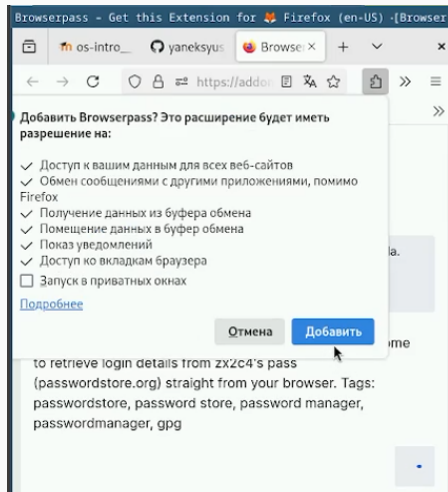 Browserpass – Get this Extension for 🦊 Firefox (en-US) -[Browser
os-intro_
yaneksyus
Browse
https://addo
Добавить Browserpass? Это расширение будет иметь
разрешение на:
Доступ к вашим данным для всех веб-сайтов
Обмен сообщениями с другими приложениями, помимо
Firefox
Получение данных из буфера обмена
Помещение данных в буфер обмена
Показ уведомлений
Доступ ко вкладкам браузера
Запуск в приватных окнах
Подробнее
Отмена
Добавить
a.
ome
to retrieve login details from zx2c4's pass
(passwordstore.org) straight from your browser. Tags:
passwordstore, password store, password manager,
passwordmanager, gpg